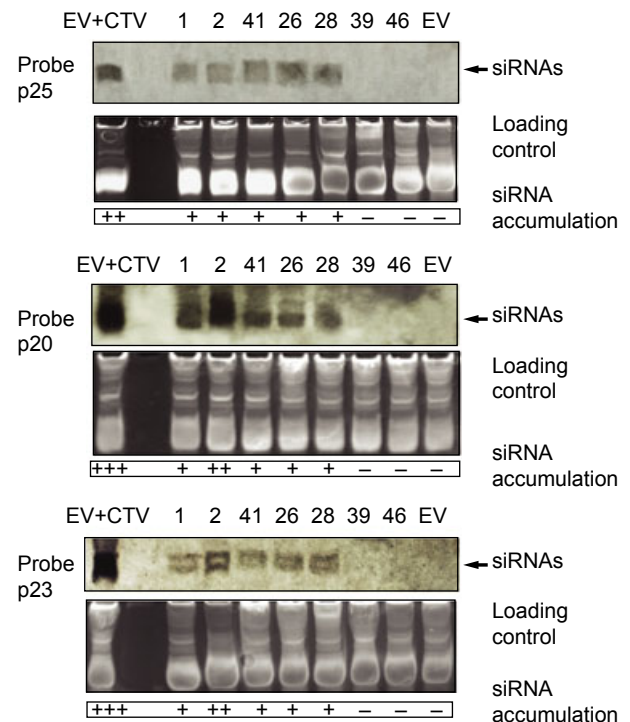 EV+CTV 1 2 41 26 28 39 46 EV
Probe p25
siRNAs
Loading control
siRNA accumulation
++ + + + + + – – –
EV+CTV 1 2 41 26 28 39 46 EV
Probe p20
siRNAs
Loading control
siRNA accumulation
+++ + ++ + + + – – –
EV+CTV 1 2 41 26 28 39 46 EV
Probe p23
siRNAs
Loading control
siRNA accumulation
+++ + ++ + + + – – –